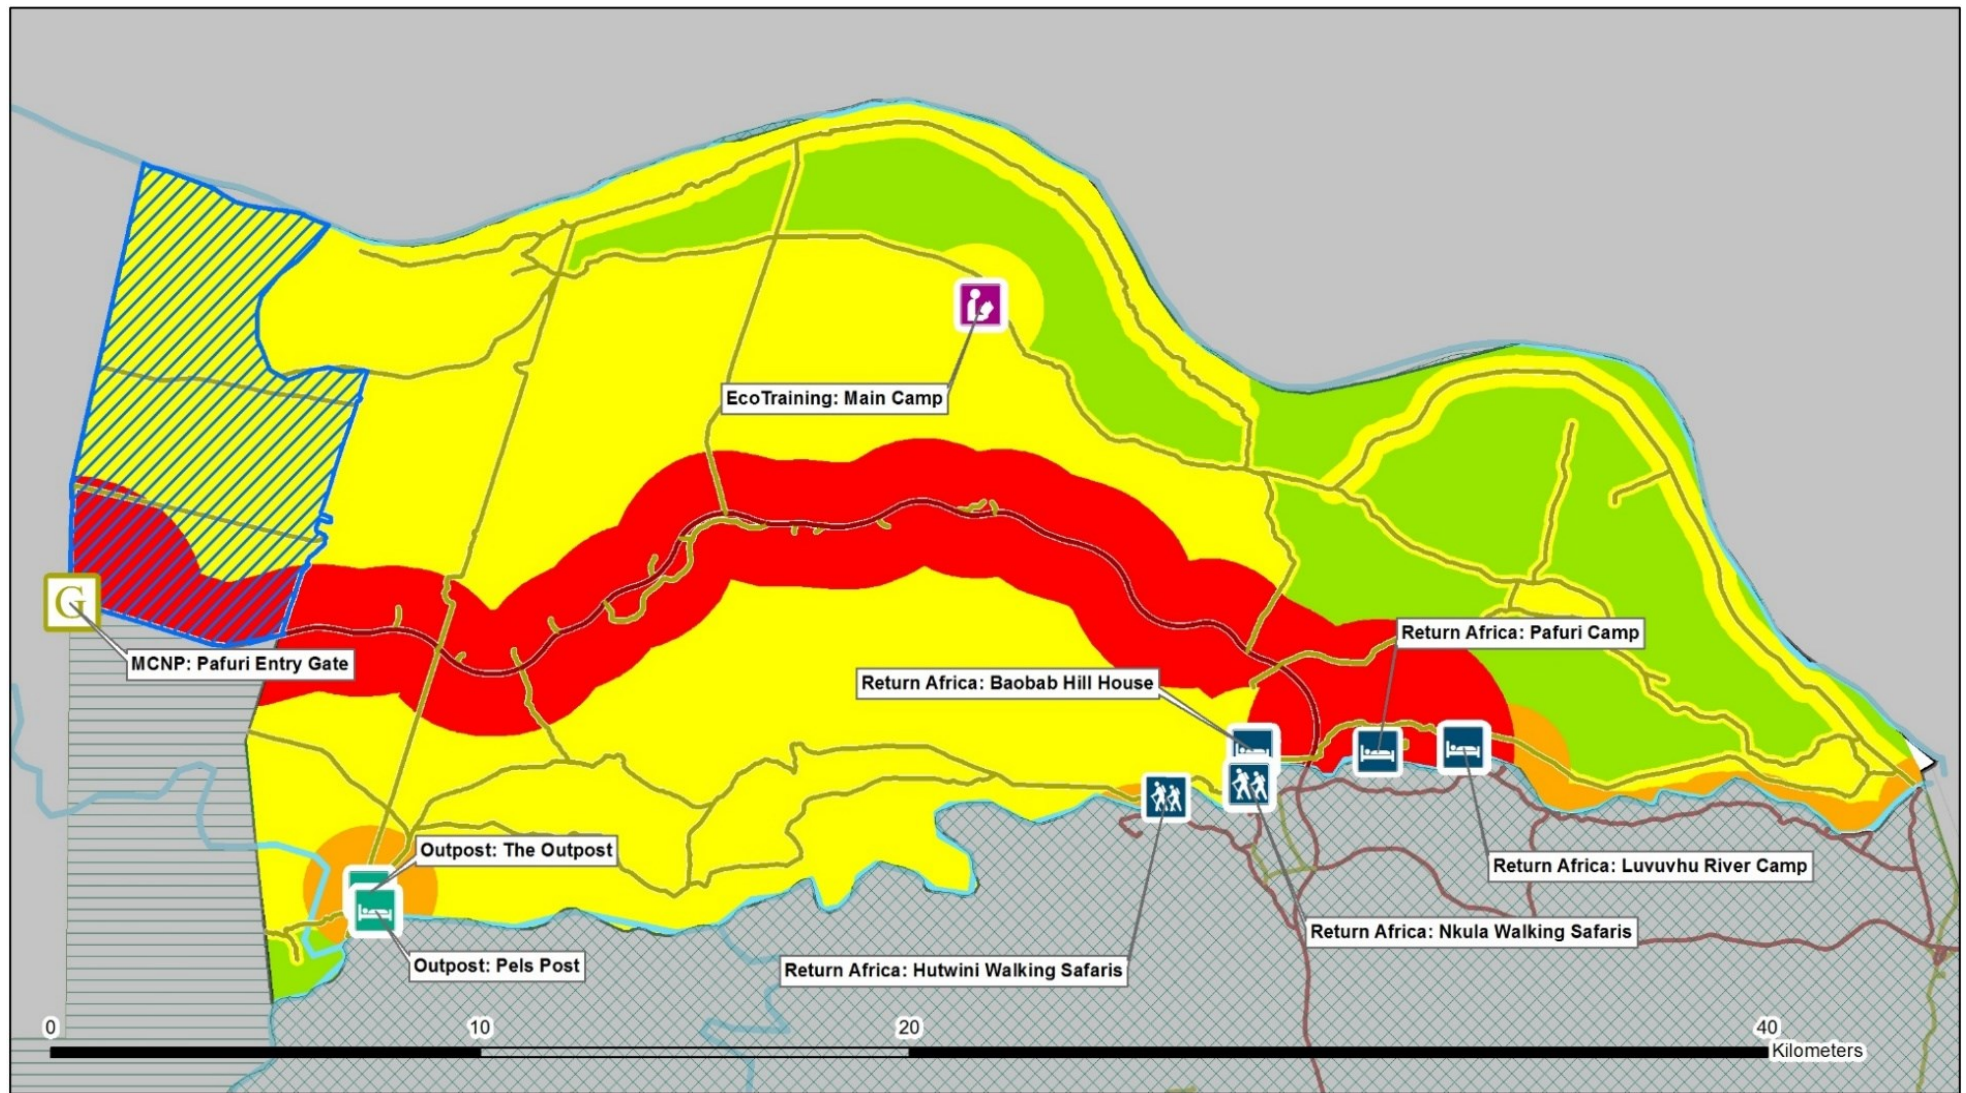 EcoTraining: Main Camp
G
MCNP: Pafuri Entry Gate
Return Africa: Pafuri Camp
Return Africa: Baobab Hill House
Outpost: The Outpost
Return Africa: Luvuvhu River Camp
Return Africa: Nkula Walking Safaris
Outpost: Pels Post
Return Africa: Hutwini Walking Safaris
0 10 20 40
Kilometers